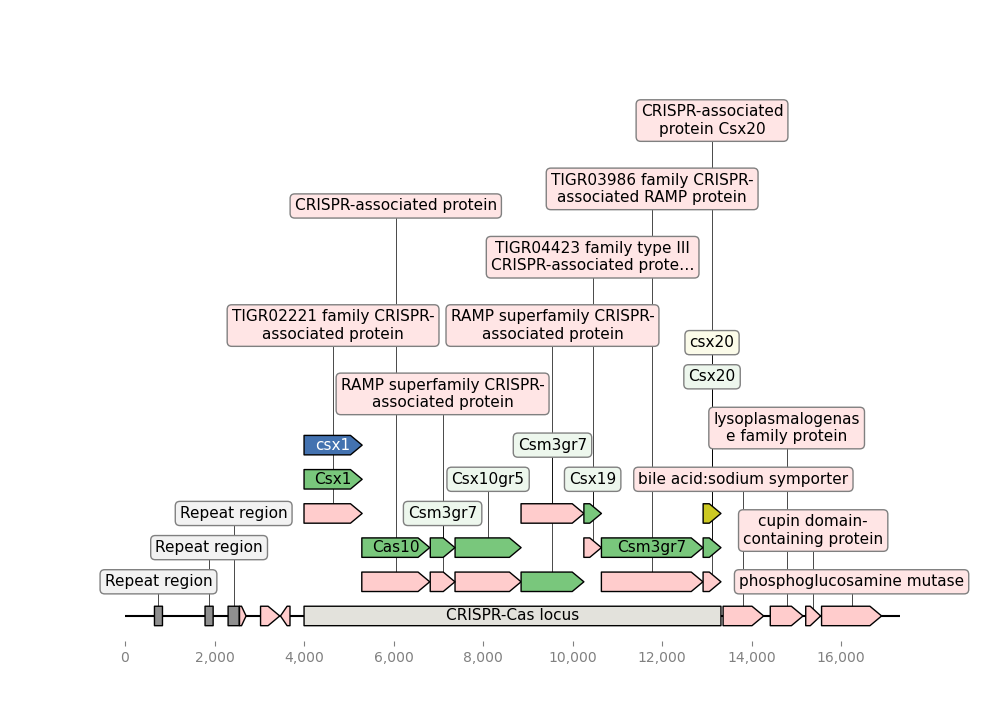 CRISPR-associated
protein Csx20
TIGR03986 family CRISPR-
associated RAMP protein
CRISPR-associated protein
TIGR04423 family type III
CRISPR-associated prote…
TIGR02221 family CRISPR-
associated protein
RAMP superfamily CRISPR-
associated protein
csx20
Csx20
RAMP superfamily CRISPR-
associated protein
lysoplasmalogenas
e family protein
csx1
Csm3gr7
Csx1
Csx10gr5
Csx19
bile acid:sodium symporter
Repeat region
Csm3gr7
cupin domain-
containing protein
Repeat region
Cas10
Csm3gr7
Repeat region
phosphoglucosamine mutase
CRISPR-Cas locus
0
2,000
4,000
6,000
8,000
10,000
12,000
14,000
16,000